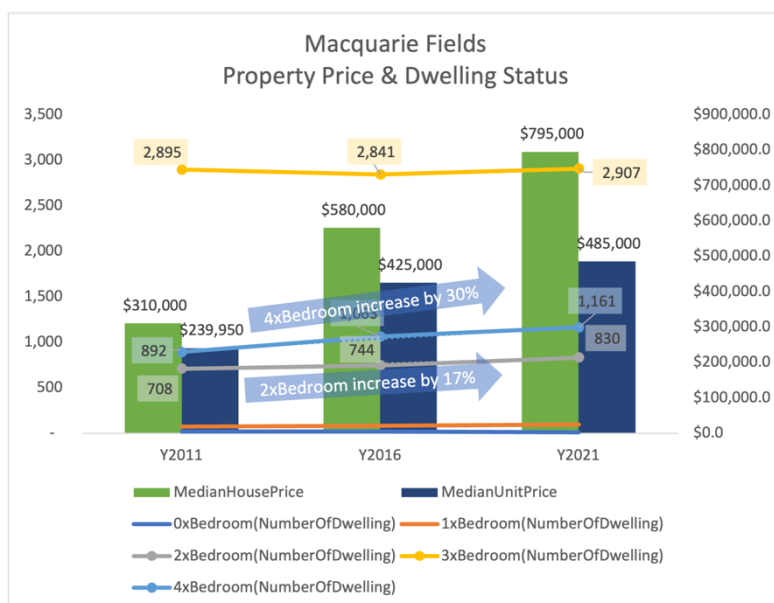 Macquarie Fields
Property Price & Dwelling Status
3,500
3,000
2,500
2,000
1,500
1,000
500
-
$900,000.0
$800,000.0
$700,000.0
$600,000.0
$500,000.0
$400,000.0
$300,000.0
$200,000.0
$100,000.0
$0.0
2,895
2,841
2,907
$310,000
$239,950
$580,000
$425,000
$795,000
$485,000
4xBedroom increase by 30%
892
1,161
2xBedroom increase by 17%
708
744
830
Y2011
Y2016
Y2021
MedianHousePrice
MedianUnitPrice
0xBedroom(NumberOfDwelling)
1xBedroom(NumberOfDwelling)
2xBedroom(NumberOfDwelling)
3xBedroom(NumberOfDwelling)
4xBedroom(NumberOfDwelling)